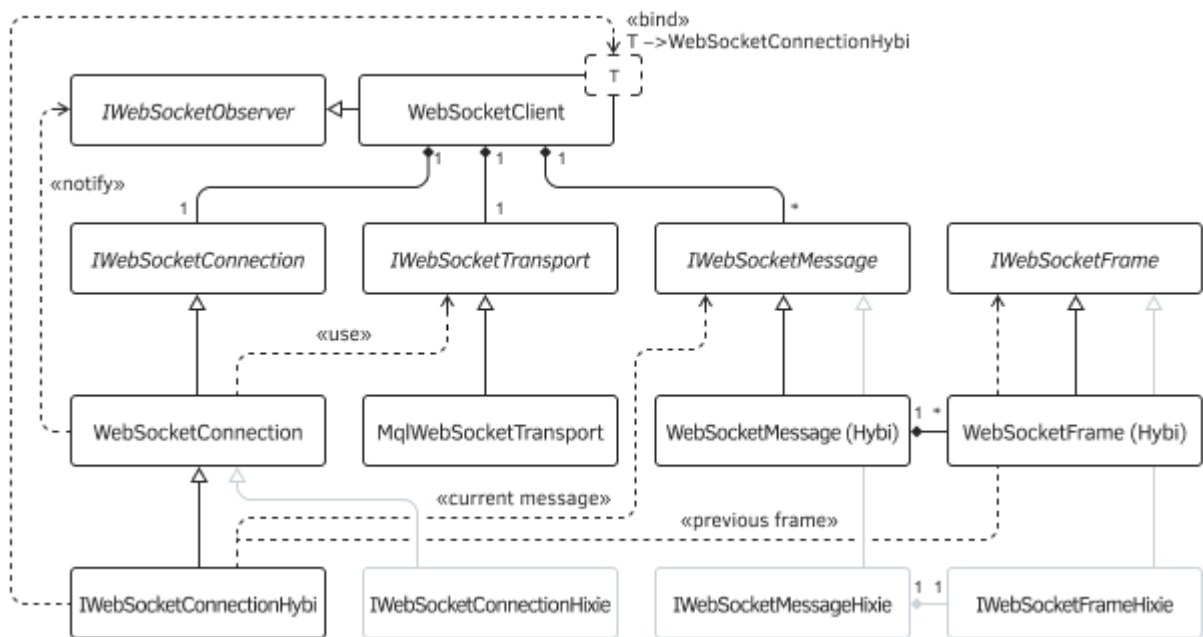 «bind»
T –>WebSocketConnectionHybi
T
IWebSocketObserver
WebSocketClient
1
1
1
«notify»
1
1
*
IWebSocketConnection
IWebSocketTransport
IWebSocketMessage
IWebSocketFrame
«use»
WebSocketConnection
MqlWebSocketTransport
WebSocketMessage (Hybi)
1
*
WebSocketFrame (Hybi)
«current message»
«previous frame»
IWebSocketConnectionHybi
IWebSocketConnectionHixie
IWebSocketMessageHixie
1
1
IWebSocketFrameHixie